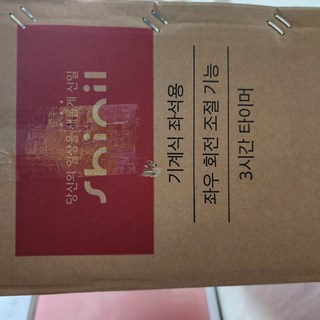 당신의 일상을 새롭게 신일
shinil
기계식 좌석용
좌우 회전 조절 기능
3시간 타이머